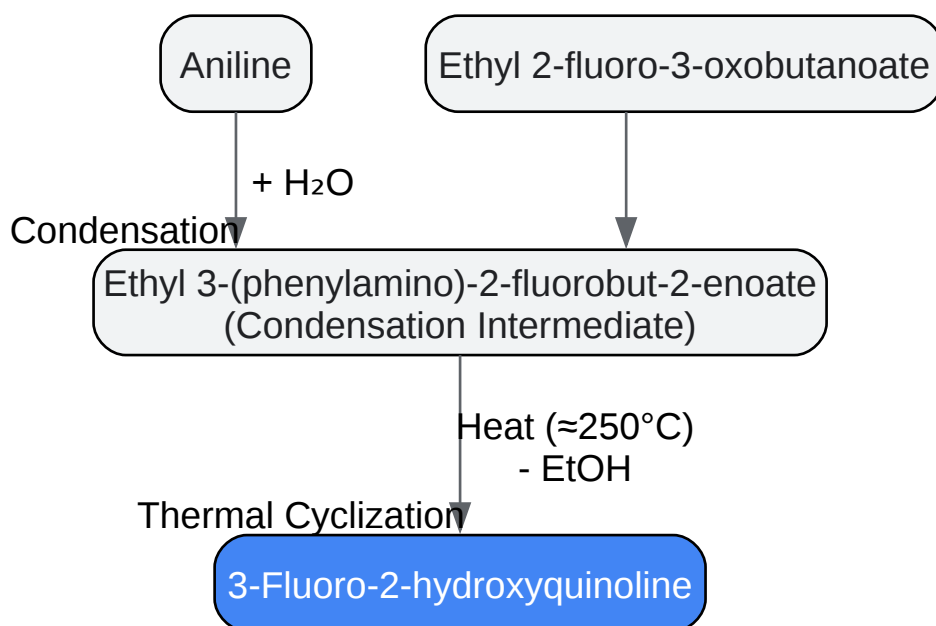 Aniline
Ethyl 2-fluoro-3-oxobutanoate
+ H₂O
Condensation
Ethyl 3-(phenylamino)-2-fluorobut-2-enoate
(Condensation Intermediate)
Heat (≈250°C)
- EtOH
Thermal Cyclization
3-Fluoro-2-hydroxyquinoline